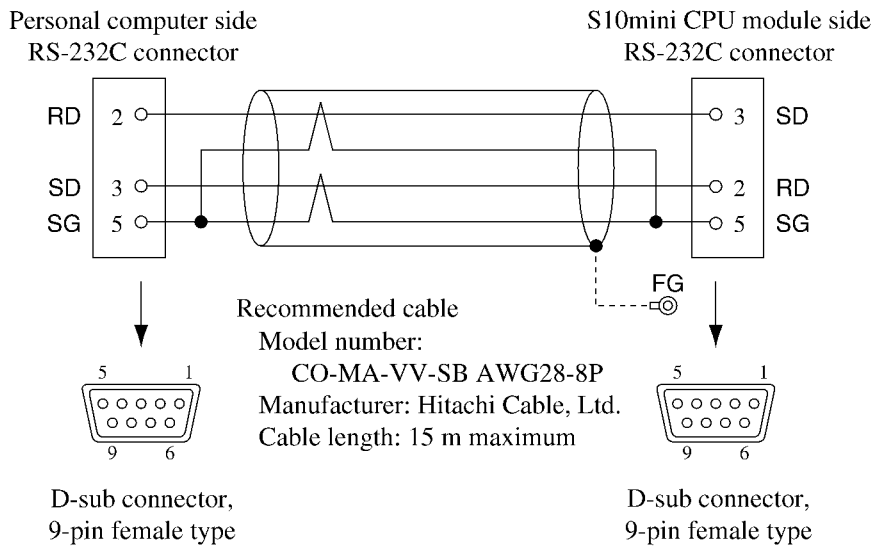 Personal computer side
RS-232C connector
S10mini CPU module side
RS-232C connector
RD 2
3 SD
SD 3
2 RD
SG 5
5 SG
FG
Recommended cable
Model number:
CO-MA-VV-SB AWG28-8P
Manufacturer: Hitachi Cable, Ltd.
Cable length: 15 m maximum
5 1
9 6
D-sub connector,
9-pin female type
5 1
9 6
D-sub connector,
9-pin female type